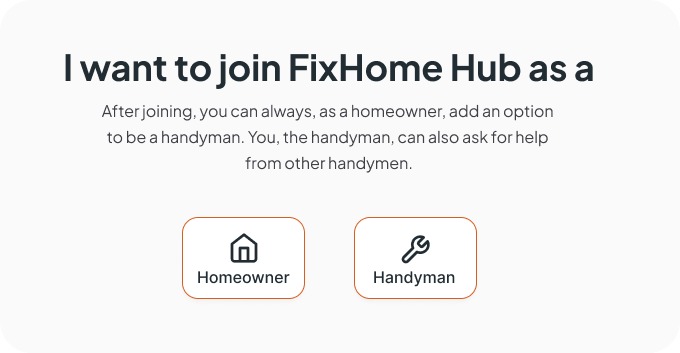 I want to join FixHome Hub as a
After joining, you can always, as a homeowner, add an option
to be a handyman. You, the handyman, can also ask for help
from other handymen.
Homeowner
Handyman